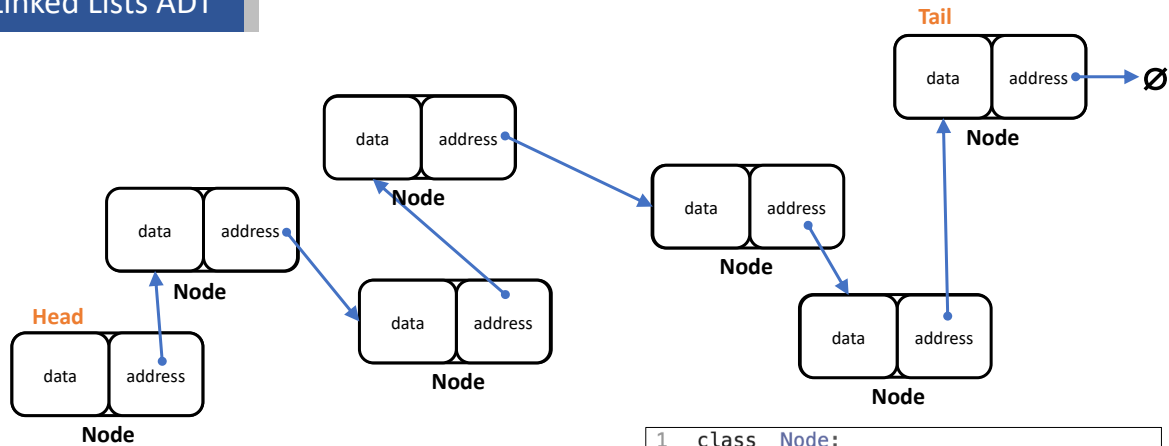 Linked Lists ADT
Tail
data address Ø
Node
data address
Node
data address
Node
data address
Node
Head
data address
Node
data address
Node
data address
Node
1 class Node: